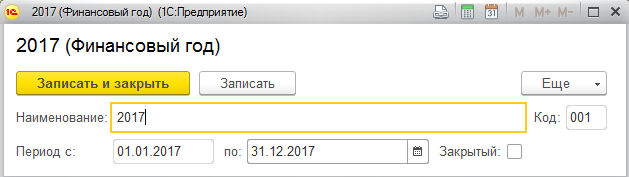 2017 (Финансовый год) (1С:Предприятие)
M M+ M-
2017 (Финансовый год)
Записать и закрыть Записать Еще
Наименование: 2017 Код: 001
Период с: 01.01.2017 по: 31.12.2017 Закрытый: